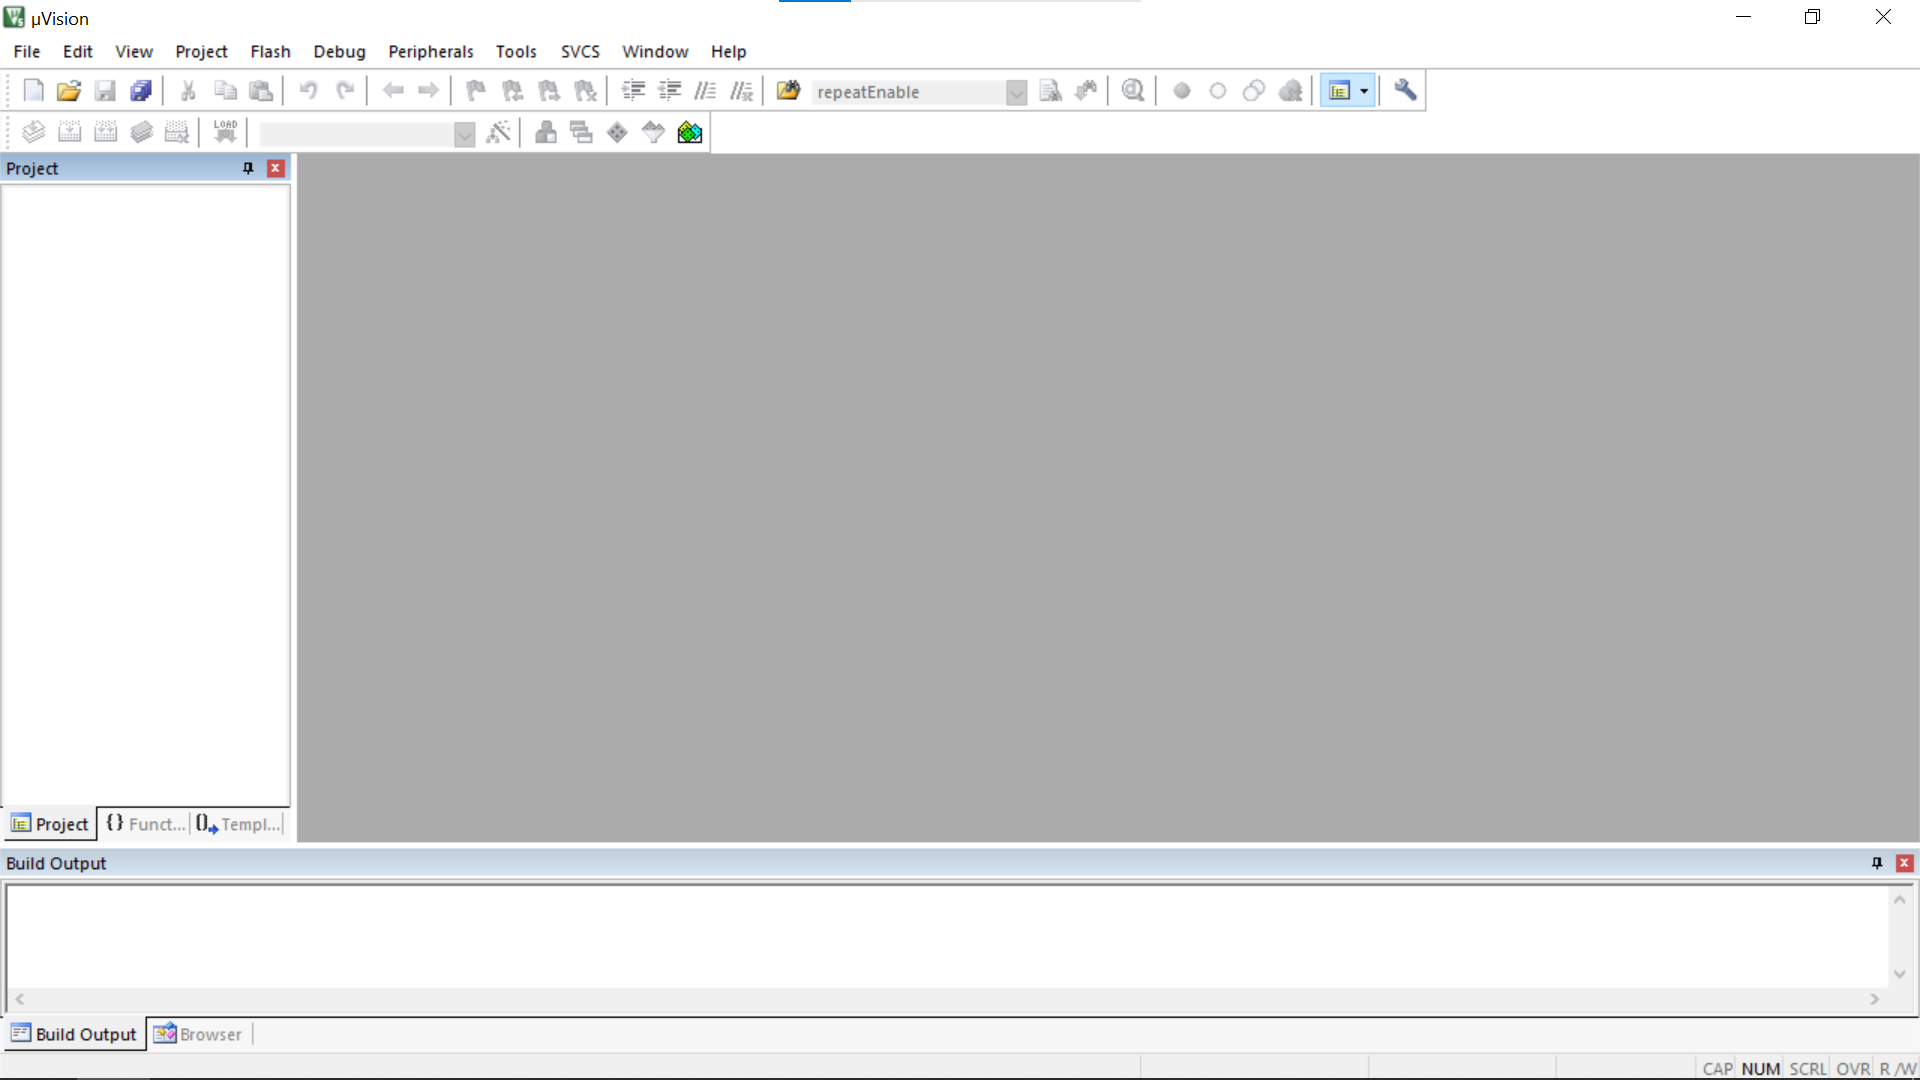 µVision
File Edit View Project Flash Debug Peripherals Tools SVCS Window Help
repeatEnable
LOAD
Project
Project {} Funct... Templ...
Build Output
Build Output Browser
CAP NUM SCRL OVR R /W